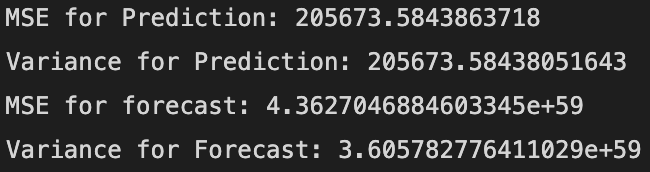 MSE for Prediction: 205673.5843863718
Variance for Prediction: 205673.58438051643
MSE for forecast: 4.3627046884603345e+59
Variance for Forecast: 3.605782776411029e+59